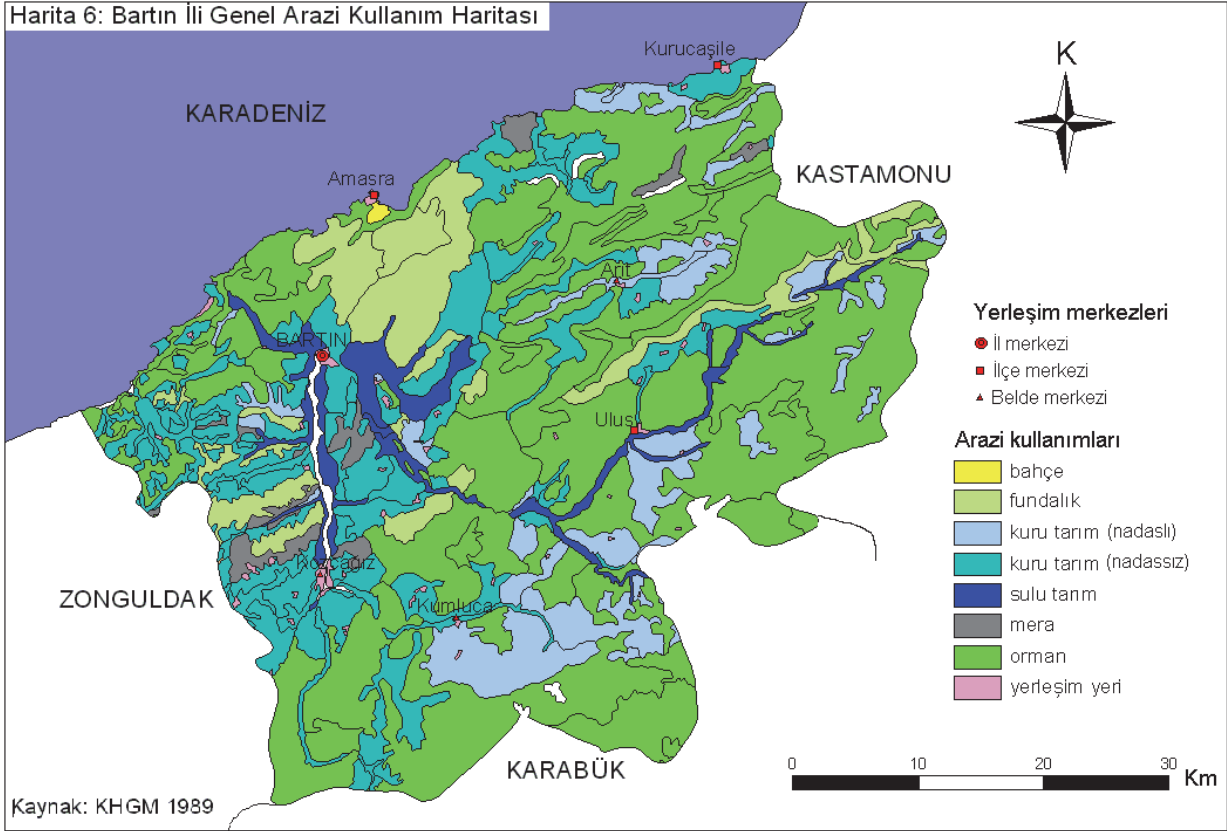 Harita 6: Bartın İli Genel Arazi Kullanım Haritası
Kurucaşile
K
KARADENİZ
KASTAMONU
Amasra
Arıt
BARTIN
Ulus
Kozcağız
ZONGULDAK
Kumluca
KARABÜK
Yerleşim merkezleri
İl merkezi
İlçe merkezi
Belde merkezi
Arazi kullanımları
bahçe
fundalık
kuru tarım (nadaslı)
kuru tarım (nadassız)
sulu tarım
mera
orman
yerleşim yeri
0 10 20 30 Km
Kaynak: KHGM 1989